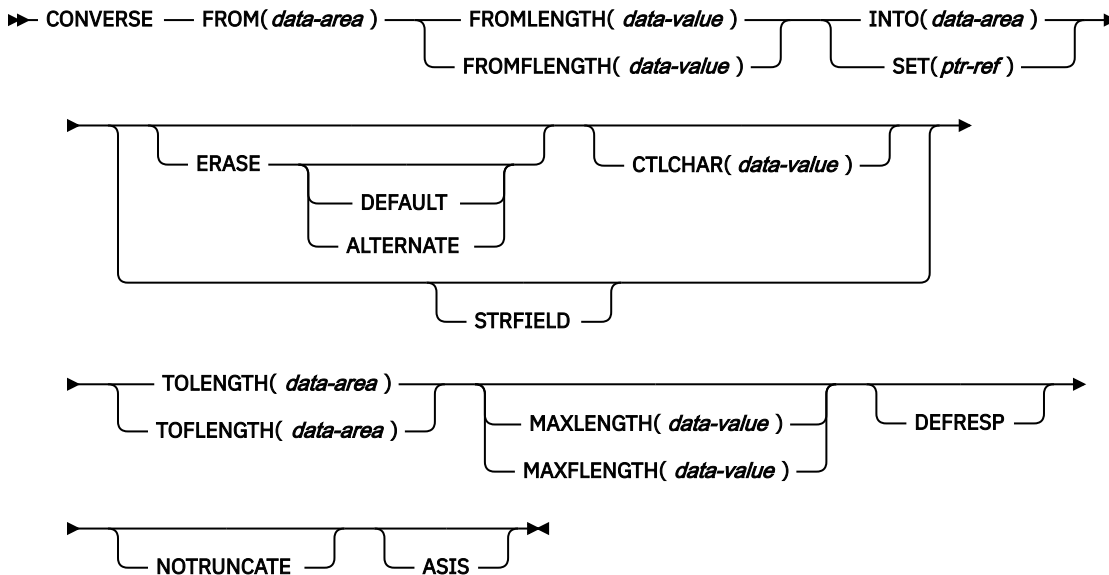 CONVERSE FROM( data-area ) FROMLENGTH( data-value ) INTO( data-area )
FROMFLENGTH( data-value ) SET( ptr-ref )
ERASE CTLCHAR( data-value )
DEFAULT
ALTERNATE
STRFIELD
TOLENGTH( data-area )
TOFLENGTH( data-area ) MAXLENGTH( data-value ) DEFRESP
MAXFLENGTH( data-value )
NOTRUNCATE ASIS